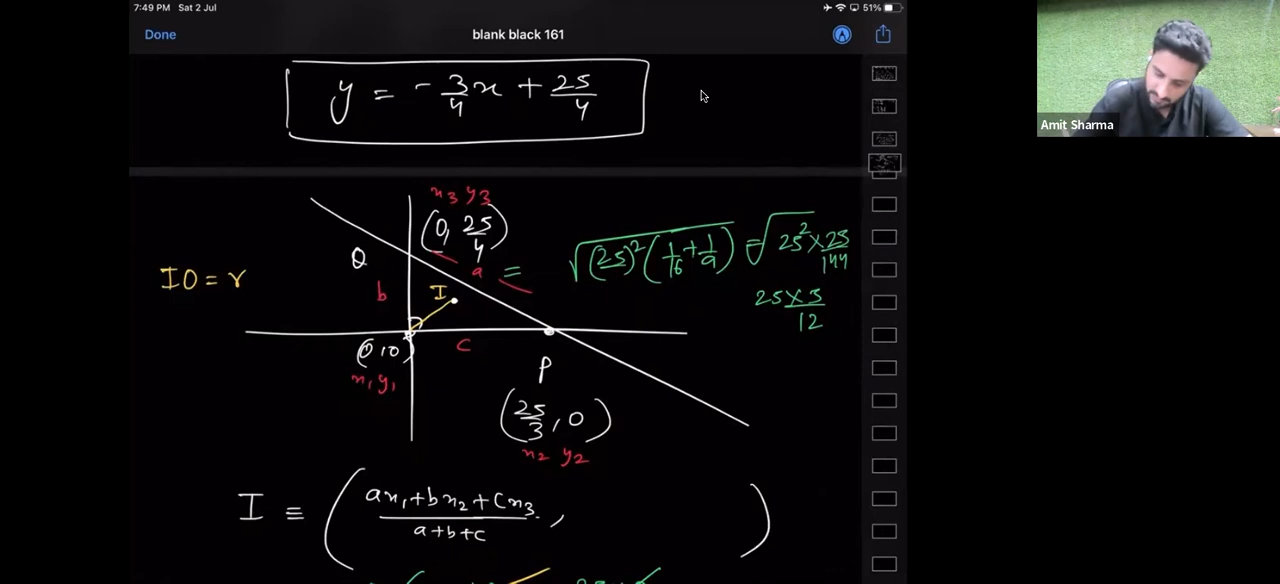 7:49 PM Sat 2 Jul
51%
Done
blank black 161
Amit Sharma
y = - 3/4 x + 25/4
x3 y3
(0, 25/4)
Q
a = √((25)²(1/16 + 1/9)) = √(25² × 25/144)
25 × 5/12
IO = r
b
I
c
(0,0)
x1 y1
P
(25/3, 0)
x2 y2
I ≡ ( (ax1 + bx2 + cx3)/(a+b+c) , )